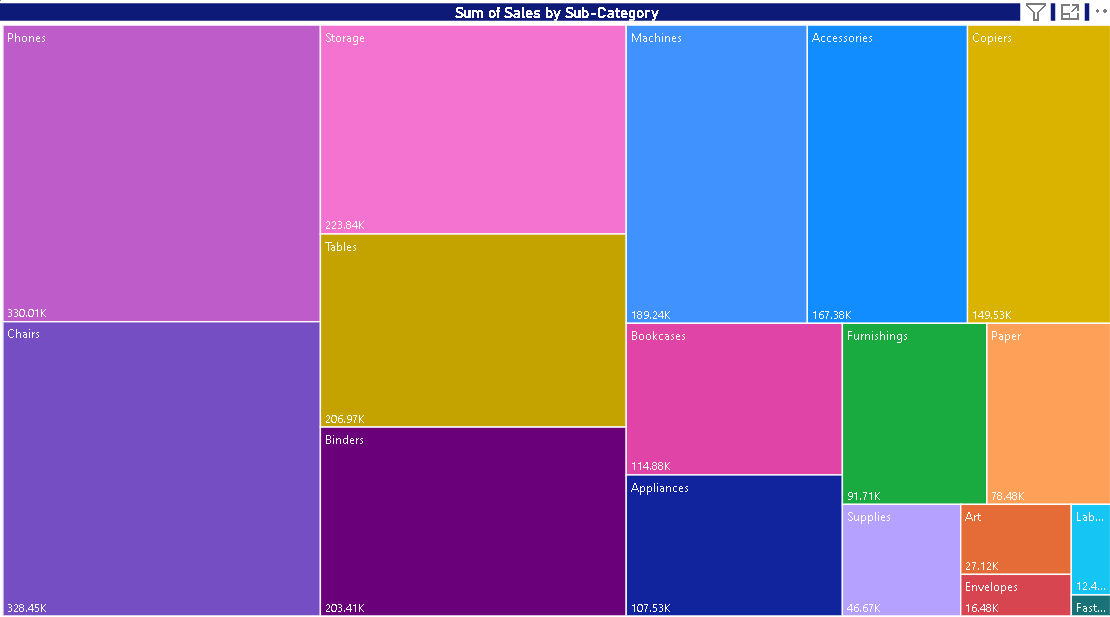 Sum of Sales by Sub-Category
Phones
330.01K
Chairs
328.45K
Storage
223.84K
Tables
206.97K
Binders
203.41K
Machines
189.24K
Accessories
167.38K
Copiers
149.53K
Bookcases
114.88K
Appliances
107.53K
Furnishings
91.71K
Paper
78.48K
Supplies
46.67K
Art
27.12K
Envelopes
16.48K
Lab...
12.4...
Fast...